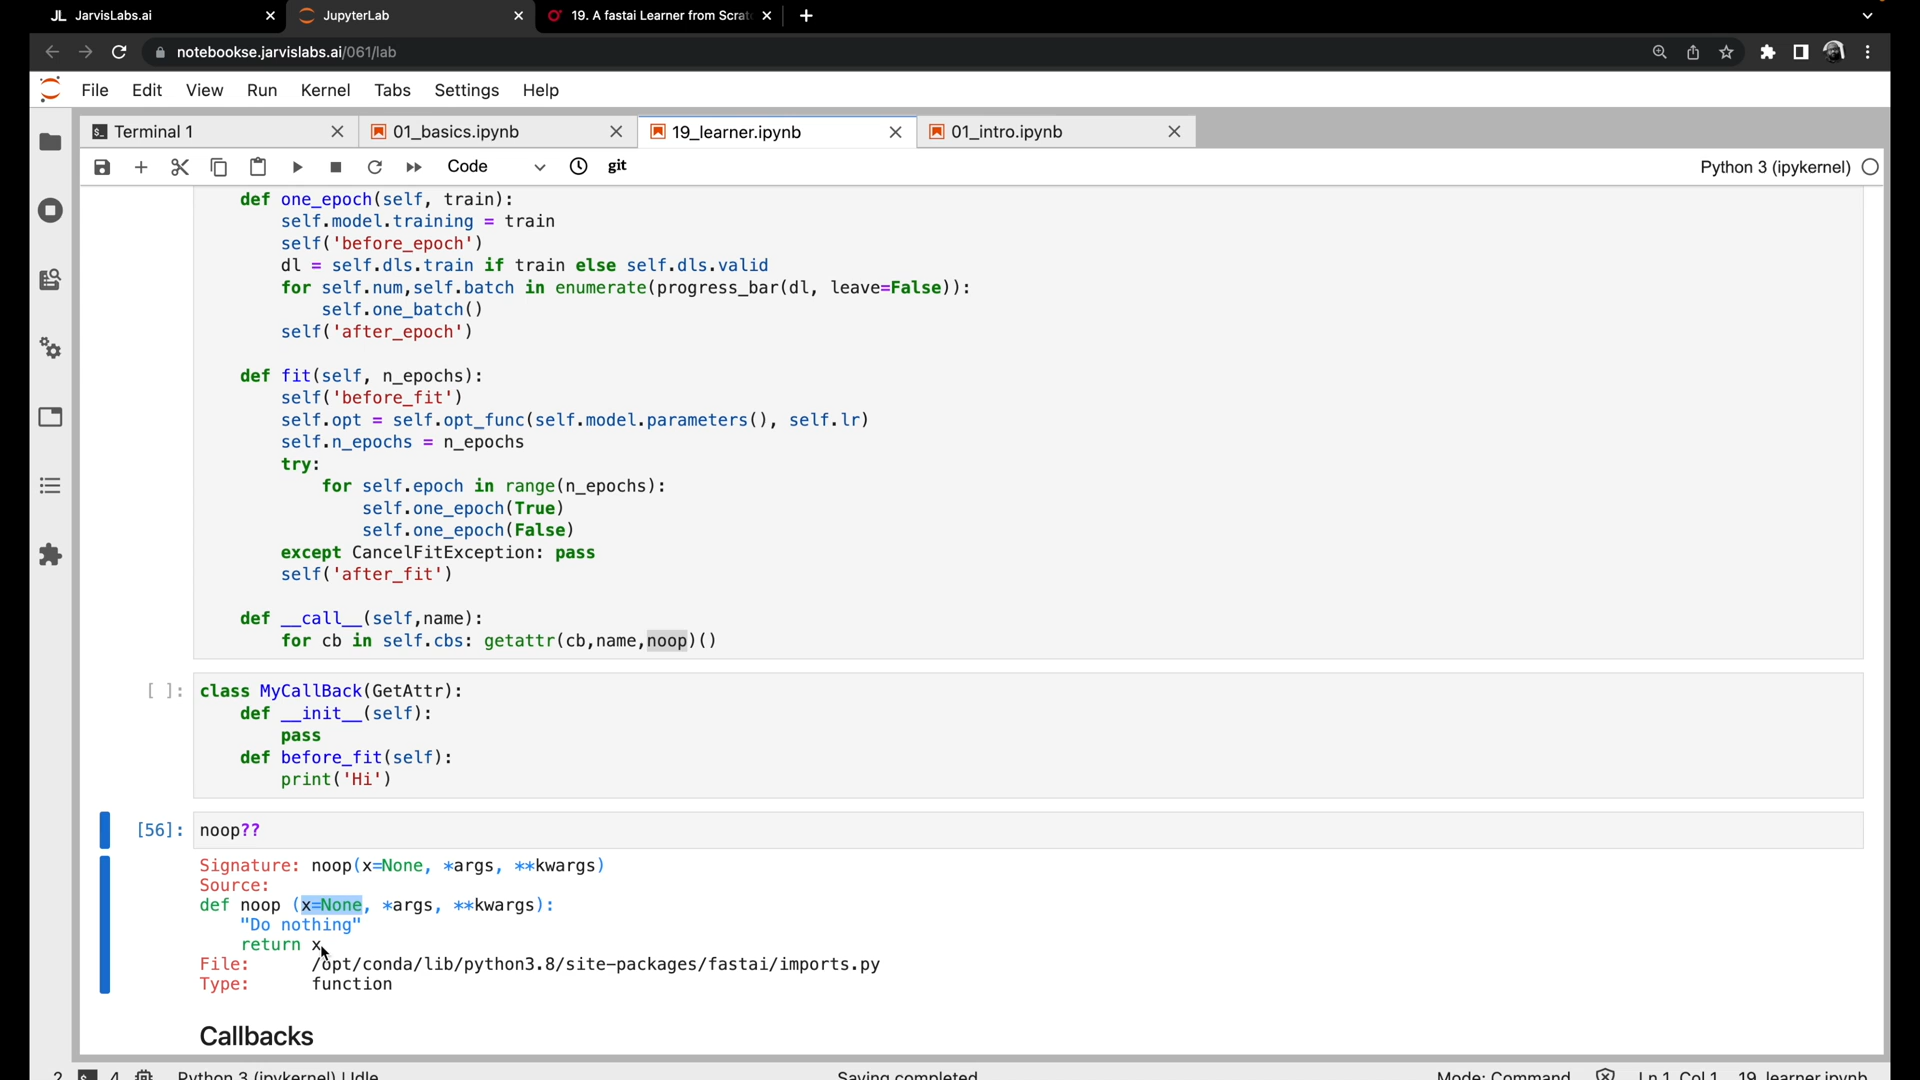 JL JarvisLabs.ai
JupyterLab
19. A fastai Learner from Scrat
notebookse.jarvislabs.ai/061/lab
File Edit View Run Kernel Tabs Settings Help
Terminal 1
01_basics.ipynb
19_learner.ipynb
01_intro.ipynb
Code
git
Python 3 (ipykernel)
def one_epoch(self, train):
self.model.training = train
self('before_epoch')
dl = self.dls.train if train else self.dls.valid
for self.num,self.batch in enumerate(progress_bar(dl, leave=False)):
self.one_batch()
self('after_epoch')
def fit(self, n_epochs):
self('before_fit')
self.opt = self.opt_func(self.model.parameters(), self.lr)
self.n_epochs = n_epochs
try:
for self.epoch in range(n_epochs):
self.one_epoch(True)
self.one_epoch(False)
except CancelFitException: pass
self('after_fit')
def __call__(self,name):
for cb in self.cbs: getattr(cb,name,noop)()
[ ]:
class MyCallBack(GetAttr):
def __init__(self):
pass
def before_fit(self):
print('Hi')
[56]:
noop??
Signature: noop(x=None, *args, **kwargs)
Source:
def noop (x=None, *args, **kwargs):
"Do nothing"
return x
File: /opt/conda/lib/python3.8/site-packages/fastai/imports.py
Type: function
Callbacks
2 4 Python 3 (ipykernel) | Idle
Saving completed
Mode: Command
Ln 1, Col 1
19_learner.ipynb